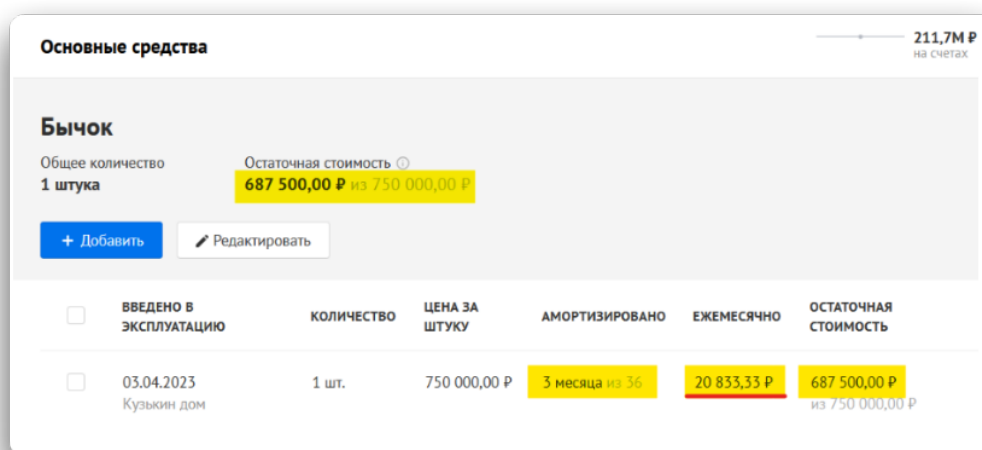 Основные средства
211,7М ₽
на счетах
Бычок
Общее количество
Остаточная стоимость
1 штука
687 500,00 ₽ из 750 000,00 ₽
+ Добавить
Редактировать
ВВЕДЕНО В ЭКСПЛУАТАЦИЮ
КОЛИЧЕСТВО
ЦЕНА ЗА ШТУКУ
АМОРТИЗИРОВАНО
ЕЖЕМЕСЯЧНО
ОСТАТОЧНАЯ СТОИМОСТЬ
03.04.2023
1 шт.
750 000,00 ₽
3 месяца из 36
20 833,33 ₽
687 500,00 ₽
Кузькин дом
из 750 000,00 ₽